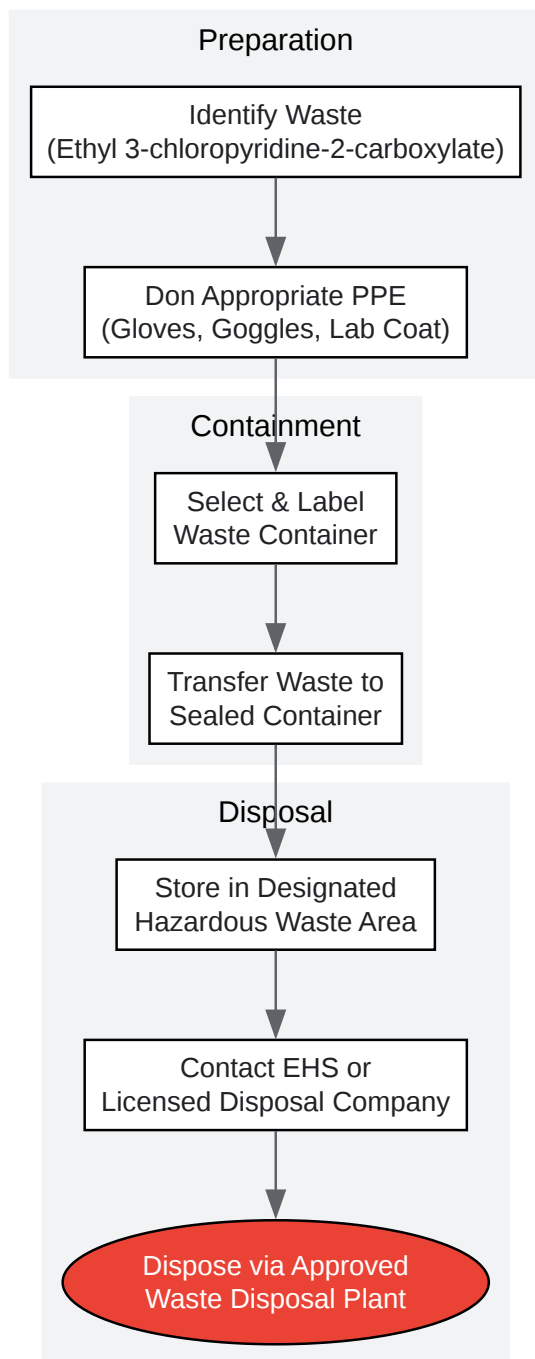 Preparation
Identify Waste
(Ethyl 3-chloropyridine-2-carboxylate)
Don Appropriate PPE
(Gloves, Goggles, Lab Coat)
Containment
Select & Label
Waste Container
Transfer Waste to
Sealed Container
Disposal
Store in Designated
Hazardous Waste Area
Contact EHS or
Licensed Disposal Company
Dispose via Approved
Waste Disposal Plant